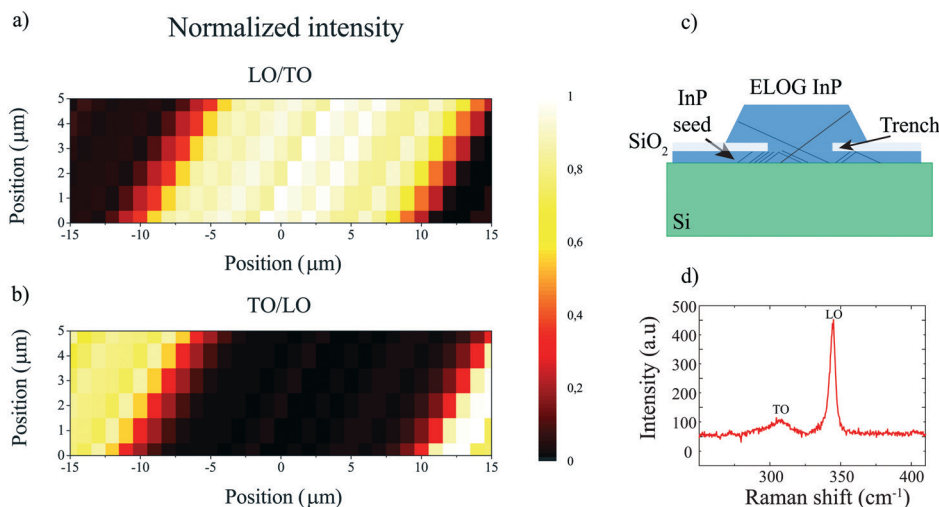 a)
Normalized intensity
LO/TO
Position (μm)
5
4
3
2
1
0
-15
-10
-5
0
5
10
15
Position (μm)
b)
TO/LO
Position (μm)
5
4
3
2
1
0
-15
-10
-5
0
5
10
15
Position (μm)
1
0,8
0,6
0,4
0,2
0
c)
InP
seed
ELOG InP
Trench
SiO2
Si
d)
Intensity (a.u)
500
400
300
200
100
0
LO
TO
300
350
400
Raman shift (cm-1)